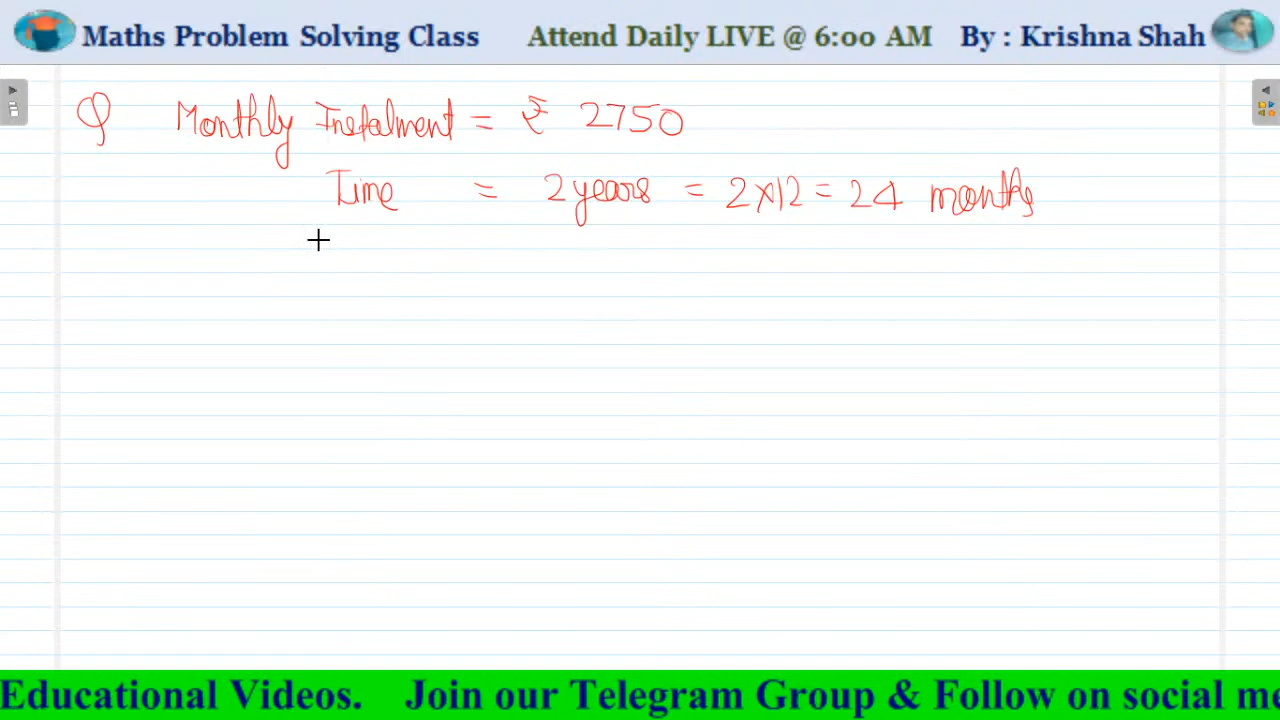 Maths Problem Solving Class Attend Daily LIVE @ 6:00 AM By : Krishna Shah
Q Monthly Instalment = ₹ 2750
Time = 2 years = 2×12 = 24 months
Educational Videos. Join our Telegram Group & Follow on social me